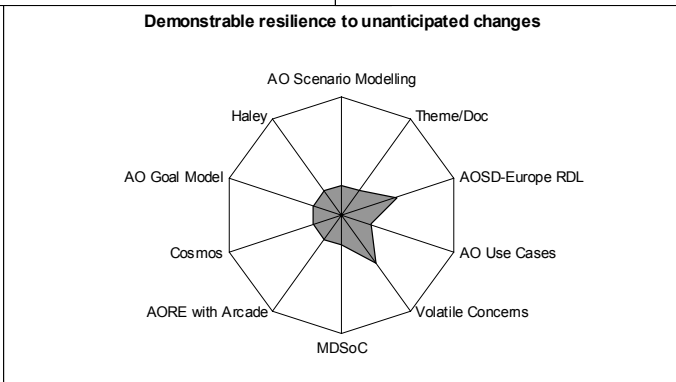 Demonstrable resilience to unanticipated changes
AO Scenario Modelling
Haley
Theme/Doc
AO Goal Model
AOSD-Europe RDL
Cosmos
AO Use Cases
AORE with Arcade
Volatile Concerns
MDSoC